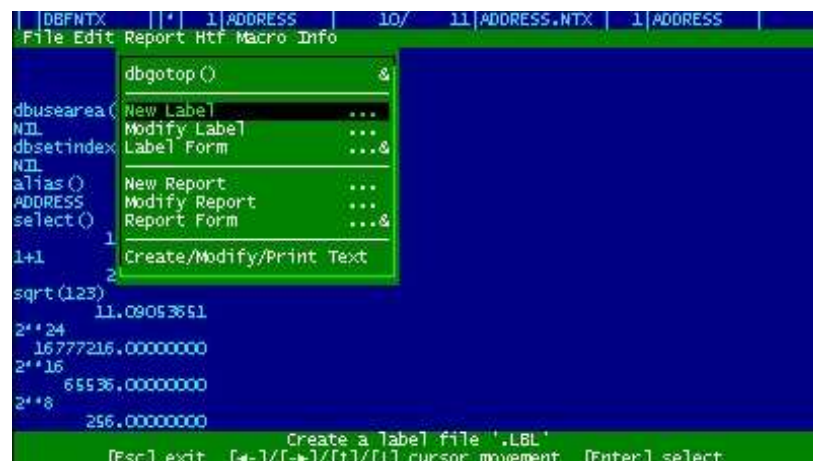 DBFNTX ||*| 1|ADDRESS | 10/ 11|ADDRESS.NTX | 1|ADDRESS |
File Edit Report Htf Macro Info
dbgotop() &
dbusearea( New Label ...
NIL Modify Label ...
dbsetindex Label Form ...&
NIL
alias() New Report ...
ADDRESS Modify Report ...
select() Report Form ...&
1
1+1 Create/Modify/Print Text
2
sqrt(123)
11.09053651
2**24
16777216.00000000
2**16
65536.00000000
2**8
256.00000000
Create a label file '.LBL'
[Esc] exit [◄-]/[-►]/[↑]/[↓] cursor movement [Enter] select